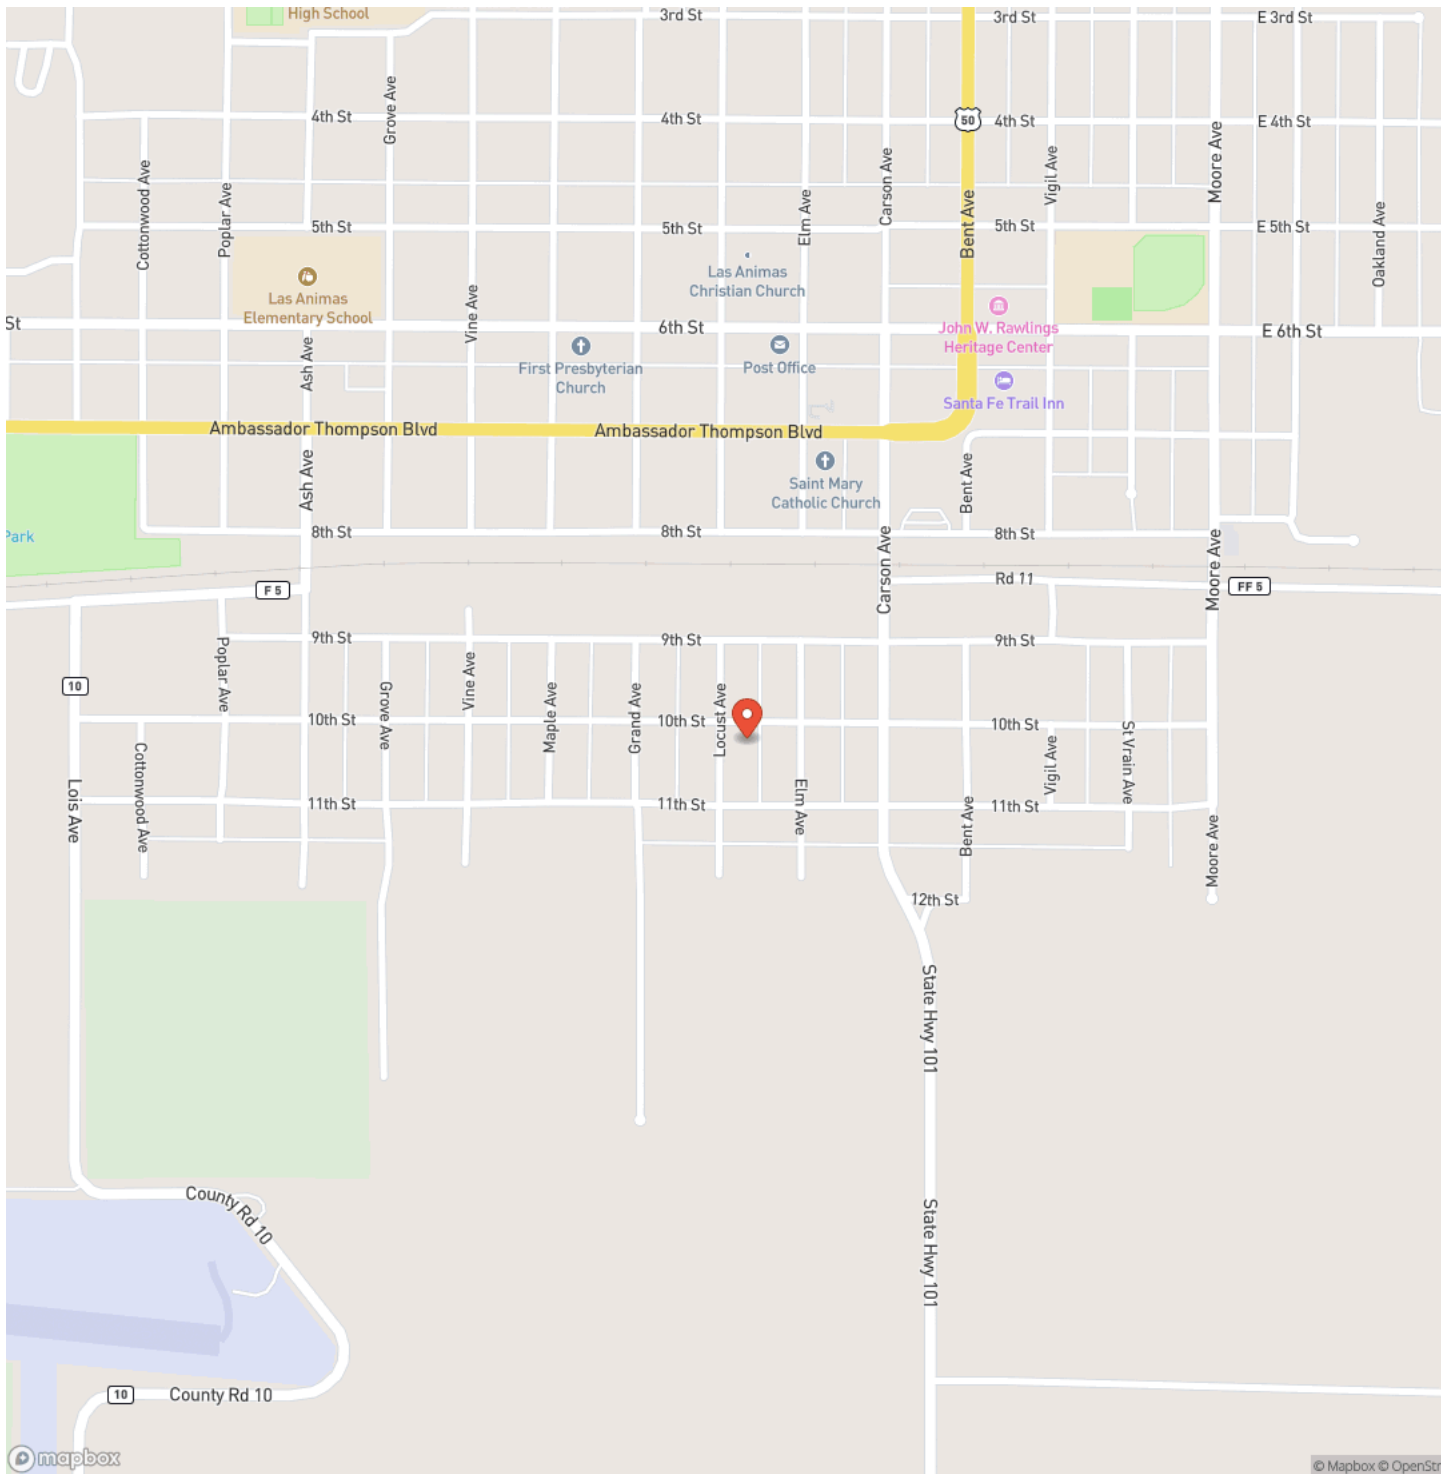 High School
3rd St
3rd St
E 3rd St
4th St
4th St
50
4th St
E 4th St
Grove Ave
Cottonwood Ave
Poplar Ave
Elm Ave
Carson Ave
Vigil Ave
Moore Ave
5th St
5th St
Bent Ave
5th St
E 5th St
Oakland Ave
Las Animas
Christian Church
Las Animas
Elementary School
Vine Ave
St
6th St
John W. Rawlings
Heritage Center
E 6th St
Ash Ave
First Presbyterian
Church
Post Office
Santa Fe Trail Inn
Ambassador Thompson Blvd
Ambassador Thompson Blvd
Ash Ave
Saint Mary
Catholic Church
Bent Ave
Park
8th St
8th St
8th St
Carson Ave
Moore Ave
F 5
Rd 11
FF 5
9th St
9th St
9th St
10
Poplar Ave
Grove Ave
Vine Ave
Maple Ave
Grand Ave
Locust Ave
10th St
10th St
10th St
Cottonwood Ave
Vigil Ave
St Vrain Ave
Lois Ave
11th St
11th St
Elm Ave
11th St
Bent Ave
Moore Ave
12th St
State Hwy 101
County Rd 10
State Hwy 101
10
County Rd 10
mapbox
© Mapbox © OpenStr